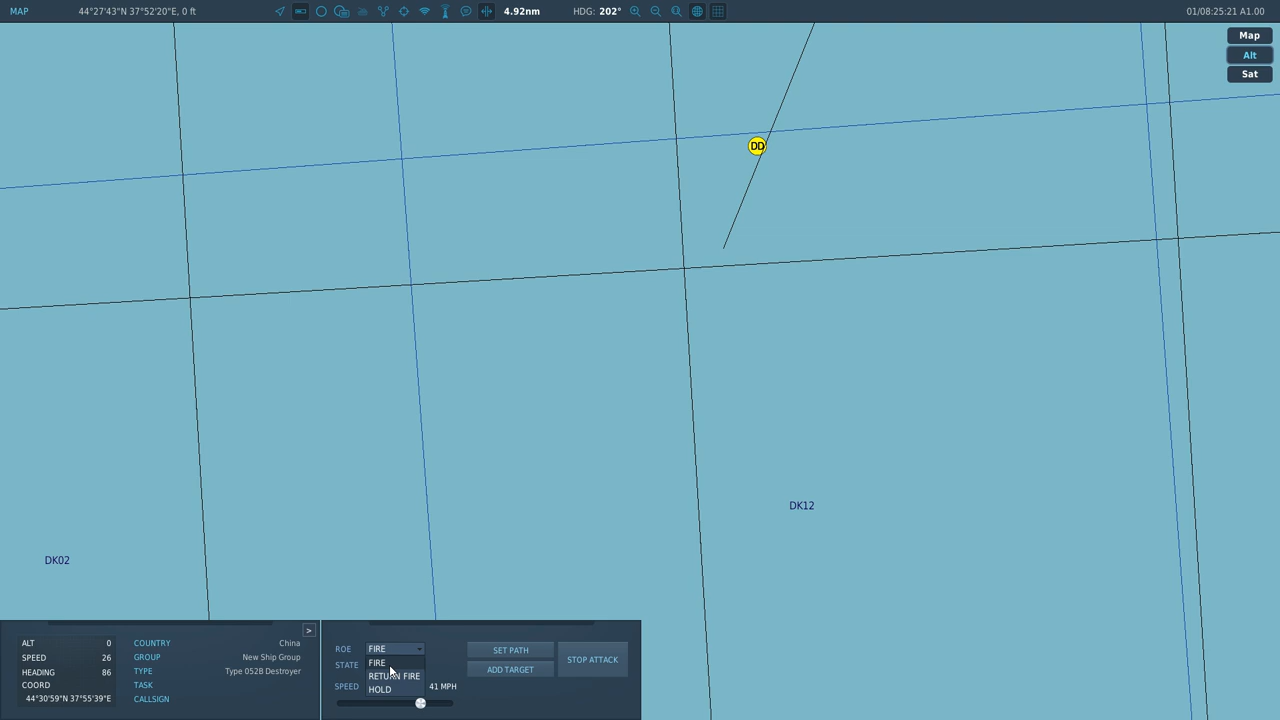 MAP 44°27'43"N 37°52'20"E, 0 ft 4.92nm HDG: 202° 01/08:25:21 A1.00
Map
Alt
Sat
DD
DK12
DK02
>
ALT 0
SPEED 26
HEADING 86
COORD
44°30'59"N 37°55'39"E
COUNTRY China
GROUP New Ship Group
TYPE Type 052B Destroyer
TASK
CALLSIGN
ROE FIRE
FIRE
RETURN FIRE
HOLD
STATE
SPEED 41 MPH
SET PATH
ADD TARGET
STOP ATTACK